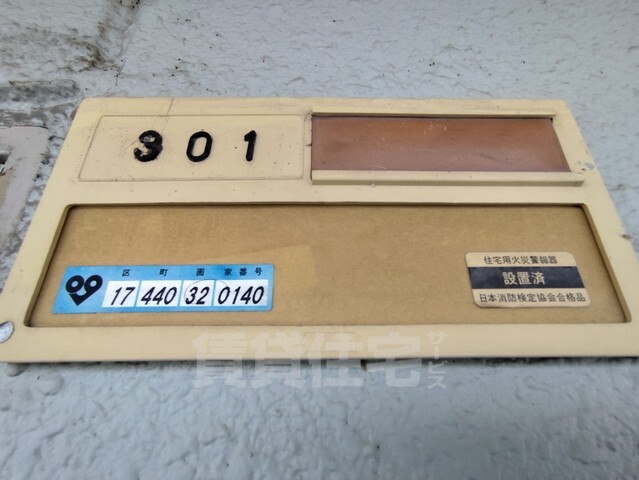 301
区 町 画 家番号
17 440 32 0140
住宅用火災警報器
設置済
日本消防検定協会合格品
賃貸住宅サービス